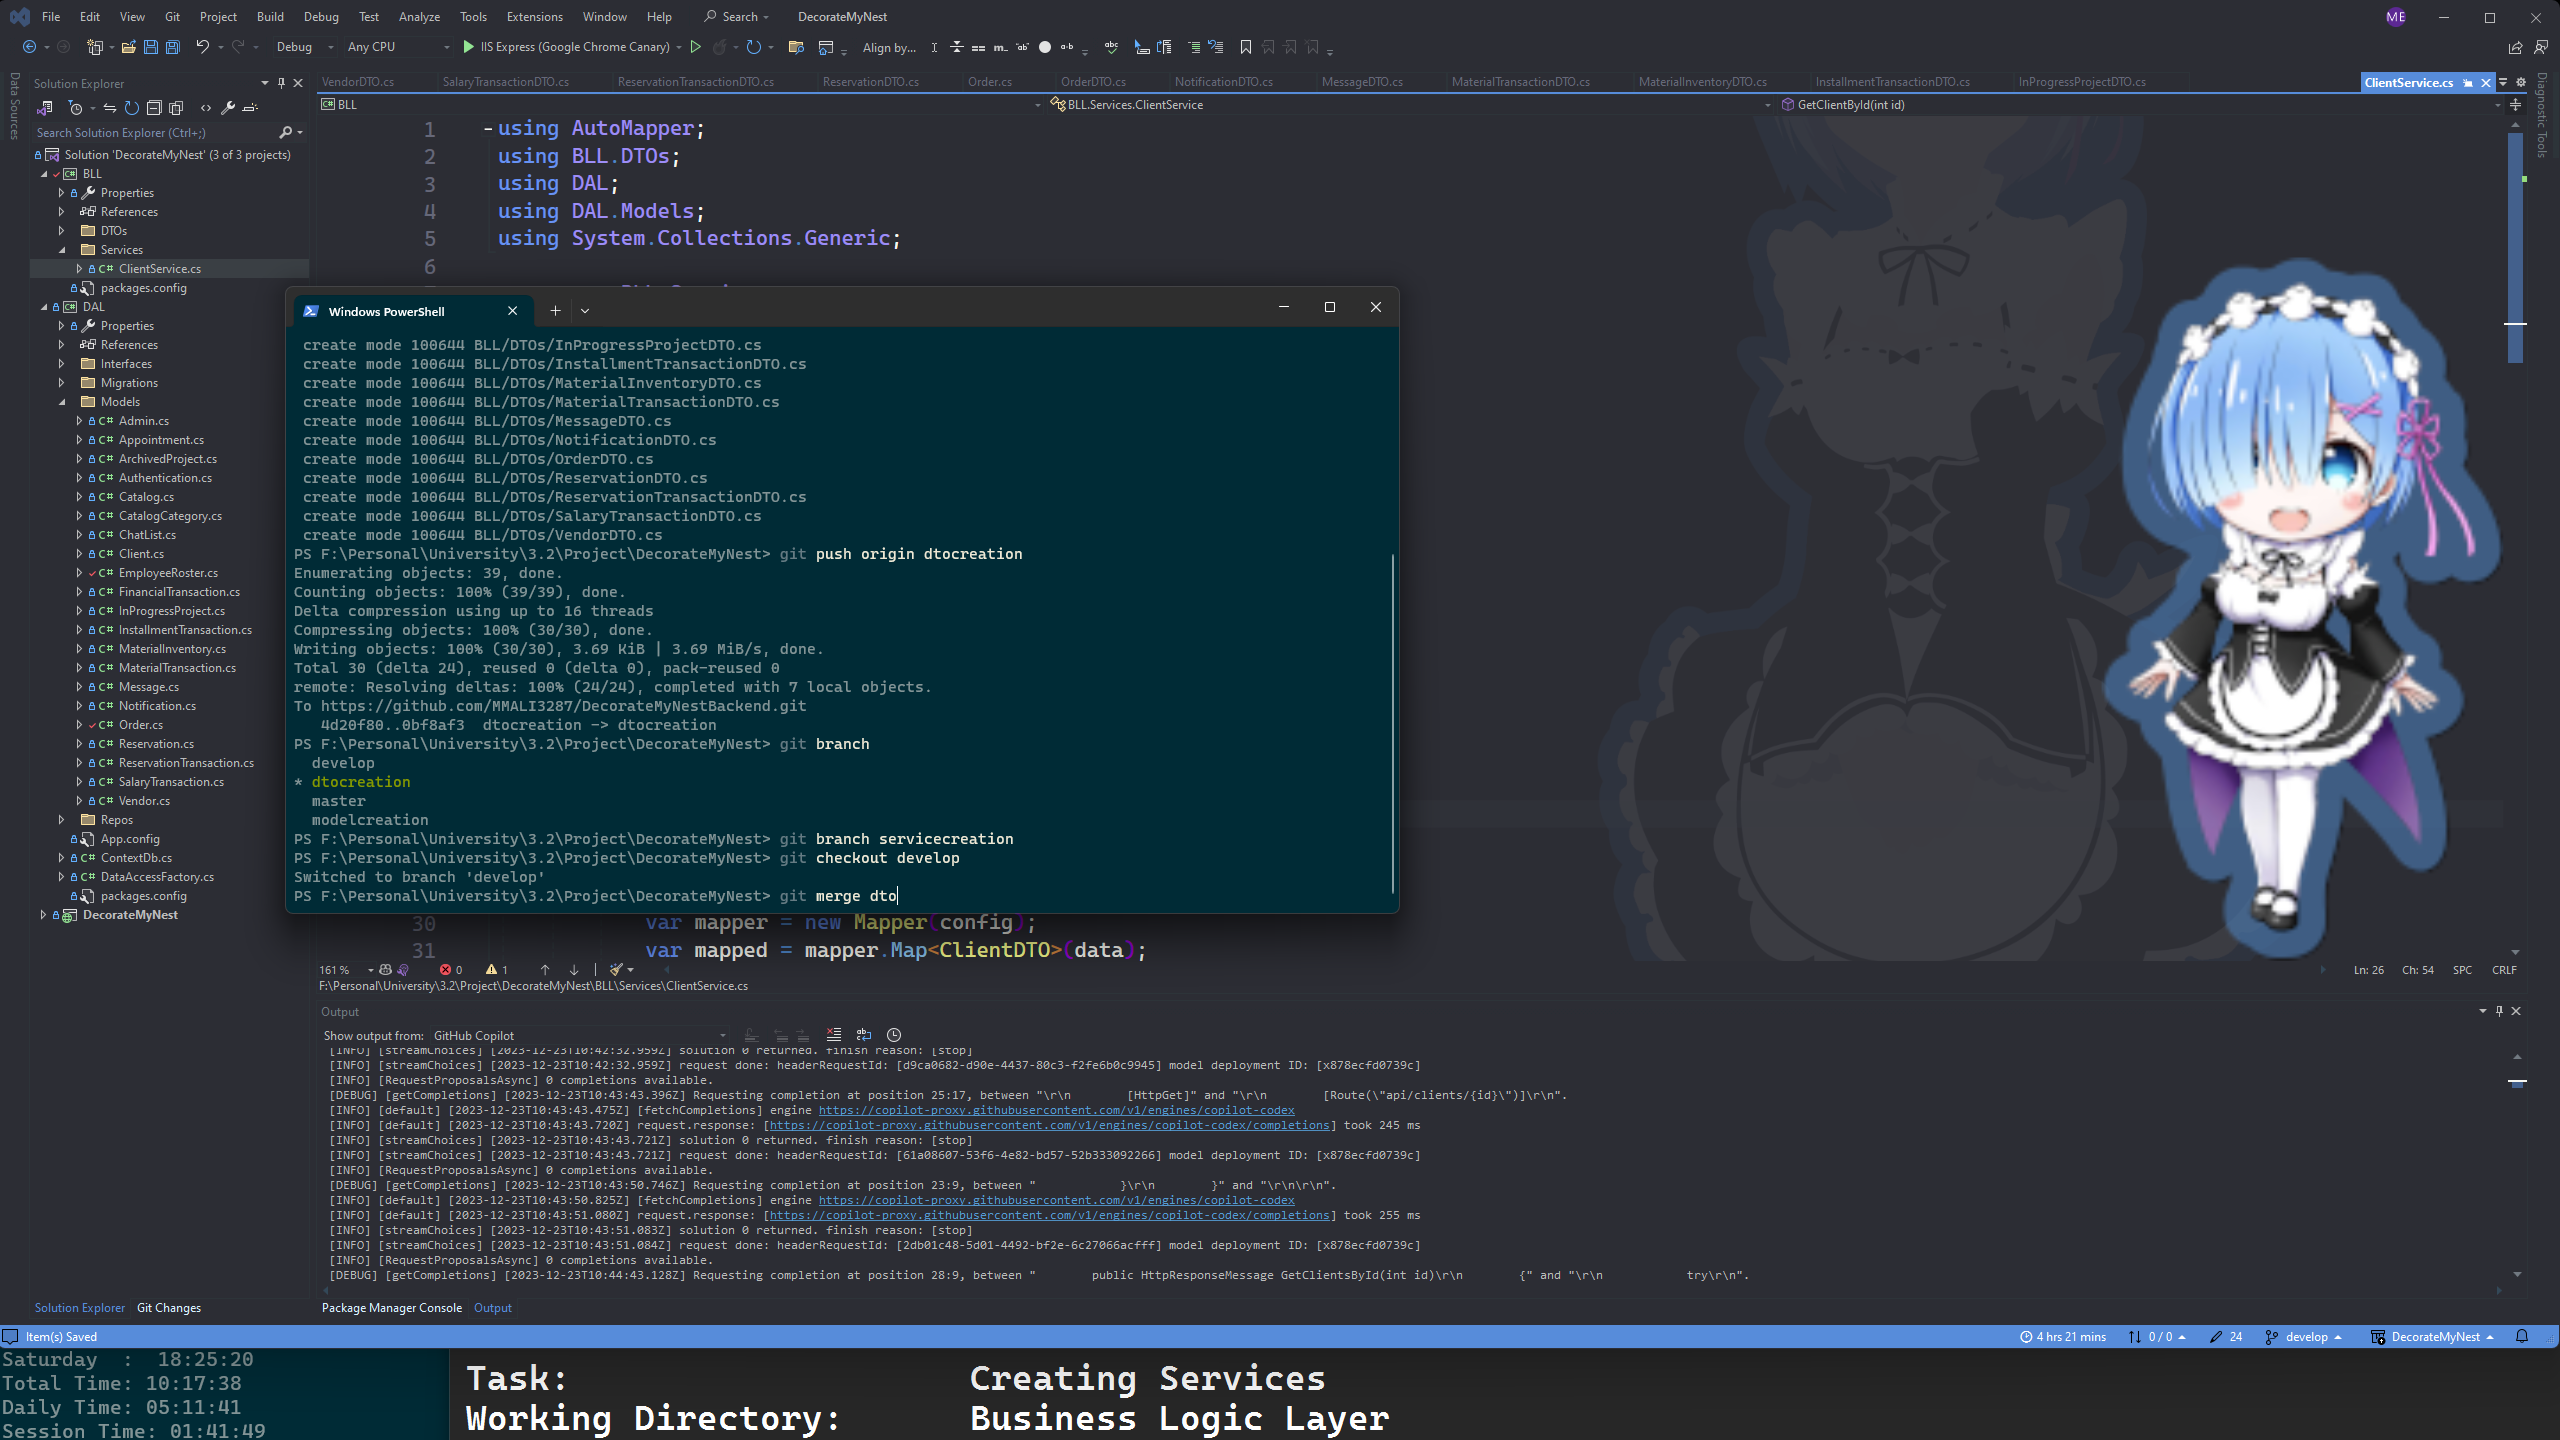 File Edit View Git Project Build Debug Test Analyze Tools Extensions Window Help Search DecorateMyNest ME
Debug Any CPU IIS Express (Google Chrome Canary) Align by...
Data Sources
Solution Explorer
Search Solution Explorer (Ctrl+;)
Solution 'DecorateMyNest' (3 of 3 projects)
BLL
Properties
References
DTOs
Services
C# ClientService.cs
packages.config
DAL
Properties
References
Interfaces
Migrations
Models
C# Admin.cs
C# Appointment.cs
C# ArchivedProject.cs
C# Authentication.cs
C# Catalog.cs
C# CatalogCategory.cs
C# ChatList.cs
C# Client.cs
C# EmployeeRoster.cs
C# FinancialTransaction.cs
C# InProgressProject.cs
C# InstallmentTransaction.cs
C# MaterialInventory.cs
C# MaterialTransaction.cs
C# Message.cs
C# Notification.cs
C# Order.cs
C# Reservation.cs
C# ReservationTransaction.cs
C# SalaryTransaction.cs
C# Vendor.cs
Repos
App.config
C# ContextDb.cs
C# DataAccessFactory.cs
packages.config
DecorateMyNest
Solution Explorer Git Changes
VendorDTO.cs SalaryTransactionDTO.cs ReservationTransactionDTO.cs ReservationDTO.cs Order.cs OrderDTO.cs NotificationDTO.cs MessageDTO.cs MaterialTransactionDTO.cs MaterialInventoryDTO.cs InstallmentTransactionDTO.cs InProgressProjectDTO.cs ClientService.cs
BLL BLL.Services.ClientService GetClientById(int id)
Diagnostic Tools
1 using AutoMapper;
2 using BLL.DTOs;
3 using DAL;
4 using DAL.Models;
5 using System.Collections.Generic;
6
Windows PowerShell
create mode 100644 BLL/DTOs/InProgressProjectDTO.cs
create mode 100644 BLL/DTOs/InstallmentTransactionDTO.cs
create mode 100644 BLL/DTOs/MaterialInventoryDTO.cs
create mode 100644 BLL/DTOs/MaterialTransactionDTO.cs
create mode 100644 BLL/DTOs/MessageDTO.cs
create mode 100644 BLL/DTOs/NotificationDTO.cs
create mode 100644 BLL/DTOs/OrderDTO.cs
create mode 100644 BLL/DTOs/ReservationDTO.cs
create mode 100644 BLL/DTOs/ReservationTransactionDTO.cs
create mode 100644 BLL/DTOs/SalaryTransactionDTO.cs
create mode 100644 BLL/DTOs/VendorDTO.cs
PS F:\Personal\University\3.2\Project\DecorateMyNest> git push origin dtocreation
Enumerating objects: 39, done.
Counting objects: 100% (39/39), done.
Delta compression using up to 16 threads
Compressing objects: 100% (30/30), done.
Writing objects: 100% (30/30), 3.69 KiB | 3.69 MiB/s, done.
Total 30 (delta 24), reused 0 (delta 0), pack-reused 0
remote: Resolving deltas: 100% (24/24), completed with 7 local objects.
To https://github.com/MMALI3287/DecorateMyNestBackend.git
4d20f80..0bf8af3 dtocreation -> dtocreation
PS F:\Personal\University\3.2\Project\DecorateMyNest> git branch
develop
* dtocreation
master
modelcreation
PS F:\Personal\University\3.2\Project\DecorateMyNest> git branch servicecreation
PS F:\Personal\University\3.2\Project\DecorateMyNest> git checkout develop
Switched to branch 'develop'
PS F:\Personal\University\3.2\Project\DecorateMyNest> git merge dto
30 var mapper = new Mapper(config);
31 var mapped = mapper.Map<ClientDTO>(data);
161 % 0 1 Ln: 26 Ch: 54 SPC CRLF
F:\Personal\University\3.2\Project\DecorateMyNest\BLL\Services\ClientService.cs
Output
Show output from: GitHub Copilot
[INFO] [streamChoices] [2023-12-23T10:42:32.959Z] solution 0 returned. finish reason: [stop]
[INFO] [streamChoices] [2023-12-23T10:42:32.959Z] request done: headerRequestId: [d9ca0682-d90e-4437-80c3-f2fe6b0c9945] model deployment ID: [x878ecfd0739c]
[INFO] [RequestProposalsAsync] 0 completions available.
[DEBUG] [getCompletions] [2023-12-23T10:43:43.396Z] Requesting completion at position 25:17, between "\r\n [HttpGet]" and "\r\n [Route(\"api/clients/{id}\")]\r\n".
[INFO] [default] [2023-12-23T10:43:43.475Z] [fetchCompletions] engine https://copilot-proxy.githubusercontent.com/v1/engines/copilot-codex
[INFO] [default] [2023-12-23T10:43:43.720Z] request.response: [https://copilot-proxy.githubusercontent.com/v1/engines/copilot-codex/completions] took 245 ms
[INFO] [streamChoices] [2023-12-23T10:43:43.721Z] solution 0 returned. finish reason: [stop]
[INFO] [streamChoices] [2023-12-23T10:43:43.721Z] request done: headerRequestId: [61a08607-53f6-4e82-bd57-52b333092266] model deployment ID: [x878ecfd0739c]
[INFO] [RequestProposalsAsync] 0 completions available.
[DEBUG] [getCompletions] [2023-12-23T10:43:50.746Z] Requesting completion at position 23:9, between " }\r\n }" and "\r\n\r\n".
[INFO] [default] [2023-12-23T10:43:50.825Z] [fetchCompletions] engine https://copilot-proxy.githubusercontent.com/v1/engines/copilot-codex
[INFO] [default] [2023-12-23T10:43:51.080Z] request.response: [https://copilot-proxy.githubusercontent.com/v1/engines/copilot-codex/completions] took 255 ms
[INFO] [streamChoices] [2023-12-23T10:43:51.083Z] solution 0 returned. finish reason: [stop]
[INFO] [streamChoices] [2023-12-23T10:43:51.084Z] request done: headerRequestId: [2db01c48-5d01-4492-bf2e-6c27066acfff] model deployment ID: [x878ecfd0739c]
[INFO] [RequestProposalsAsync] 0 completions available.
[DEBUG] [getCompletions] [2023-12-23T10:44:43.128Z] Requesting completion at position 28:9, between " public HttpResponseMessage GetClientsById(int id)\r\n {" and "\r\n try\r\n".
Package Manager Console Output
Item(s) Saved 4 hrs 21 mins 0 / 0 24 develop DecorateMyNest
Saturday : 18:25:20
Total Time: 10:17:38
Daily Time: 05:11:41
Session Time: 01:41:49
Task: Creating Services
Working Directory: Business Logic Layer